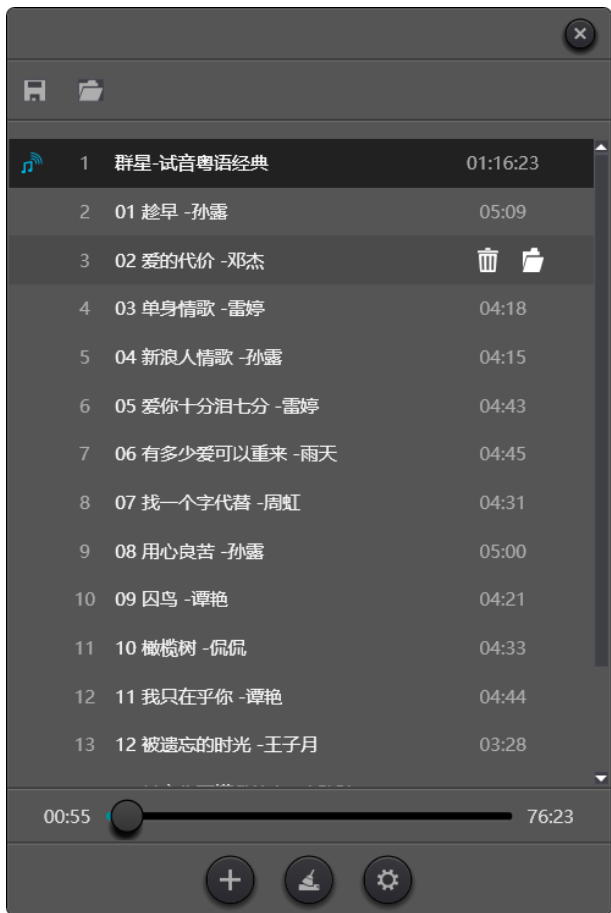 1 群星-试音粤语经典 01:16:23
2 01 趁早 -孙露 05:09
3 02 爱的代价 -邓杰
4 03 单身情歌 -雷婷 04:18
5 04 新浪人情歌 -孙露 04:15
6 05 爱你十分泪七分 -雷婷 04:43
7 06 有多少爱可以重来 -雨天 04:45
8 07 找一个字代替 -周虹 04:31
9 08 用心良苦 -孙露 05:00
10 09 囚鸟 -谭艳 04:21
11 10 橄榄树 -侃侃 04:33
12 11 我只在乎你 -谭艳 04:44
13 12 被遗忘的时光 -王子月 03:28
00:55 76:23